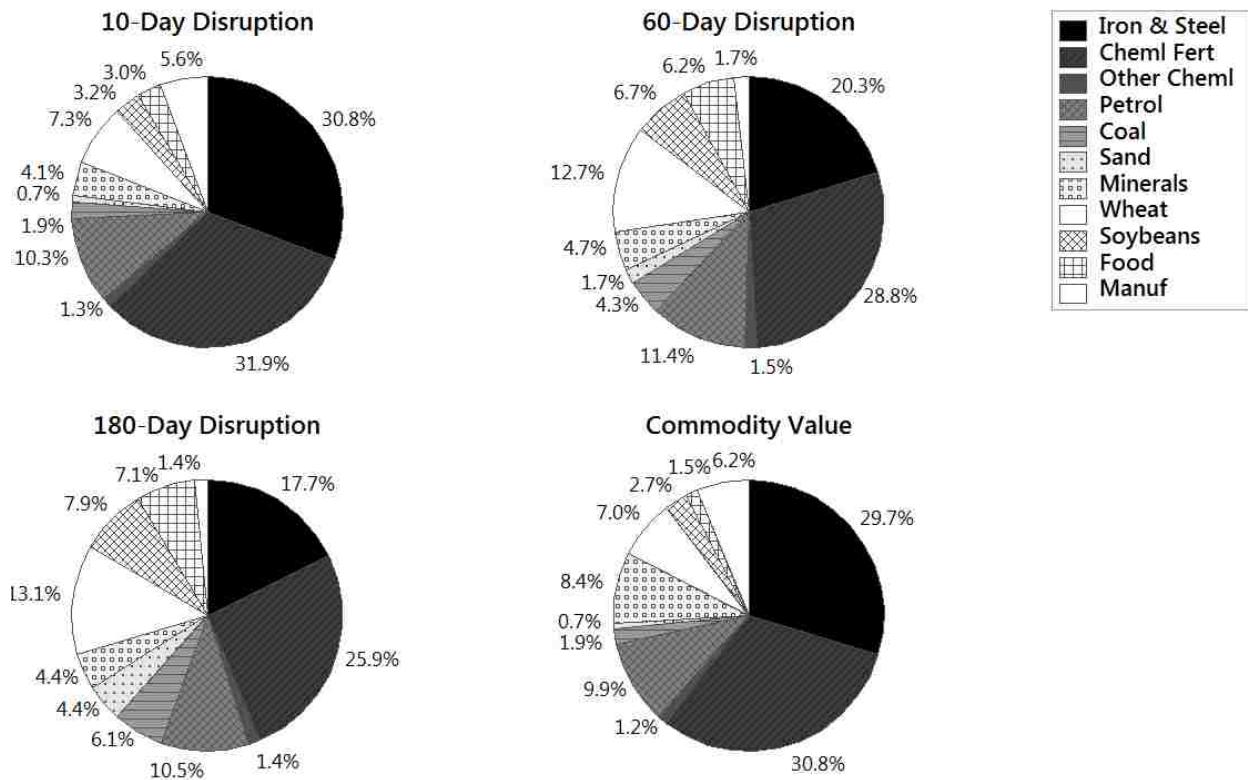 10-Day Disruption
5.6%
3.0%
3.2%
7.3%
4.1%
0.7%
1.9%
10.3%
1.3%
31.9%
30.8%
60-Day Disruption
1.7%
6.2%
6.7%
12.7%
4.7%
1.7%
4.3%
11.4%
1.5%
28.8%
20.3%
Iron & Steel
Cheml Fert
Other Cheml
Petrol
Coal
Sand
Minerals
Wheat
Soybeans
Food
Manuf
180-Day Disruption
1.4%
7.1%
7.9%
13.1%
4.4%
4.4%
6.1%
10.5%
1.4%
25.9%
17.7%
Commodity Value
6.2%
1.5%
2.7%
7.0%
8.4%
0.7%
1.9%
9.9%
1.2%
30.8%
29.7%